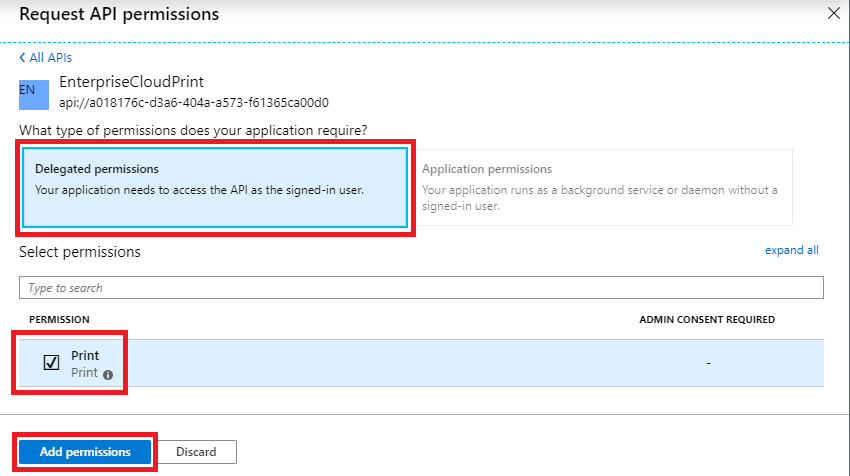 Request API permissions
All APIs
EN
EnterpriseCloudPrint
api://a018176c-d3a6-404a-a573-f61365ca00d0
What type of permissions does your application require?
Delegated permissions
Your application needs to access the API as the signed-in user.
Application permissions
Your application runs as a background service or daemon without a
signed-in user.
Select permissions
expand all
Type to search
PERMISSION
ADMIN CONSENT REQUIRED
Print
Print
-
Add permissions
Discard